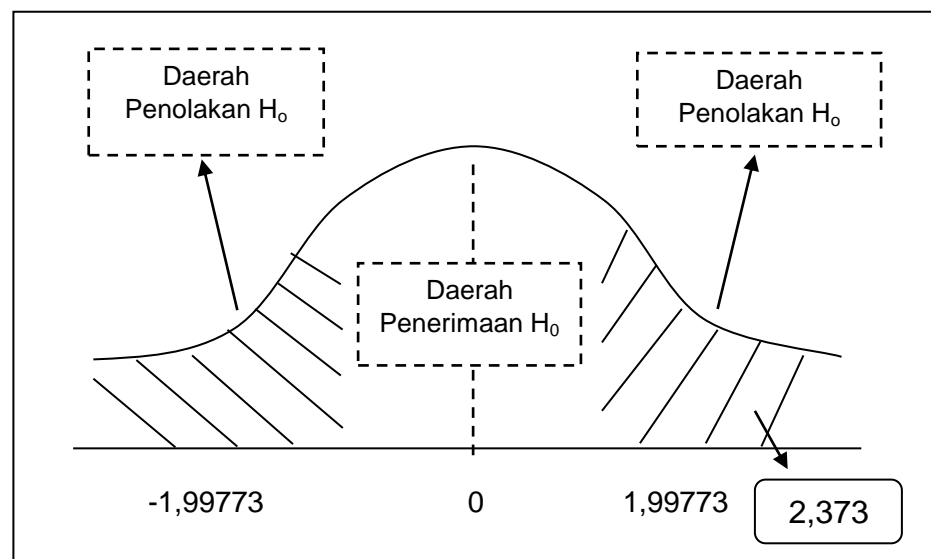 Daerah
Penolakan Hₒ
Daerah
Penolakan Hₒ
Daerah
Penerimaan H₀
-1,99773
0
1,99773
2,373